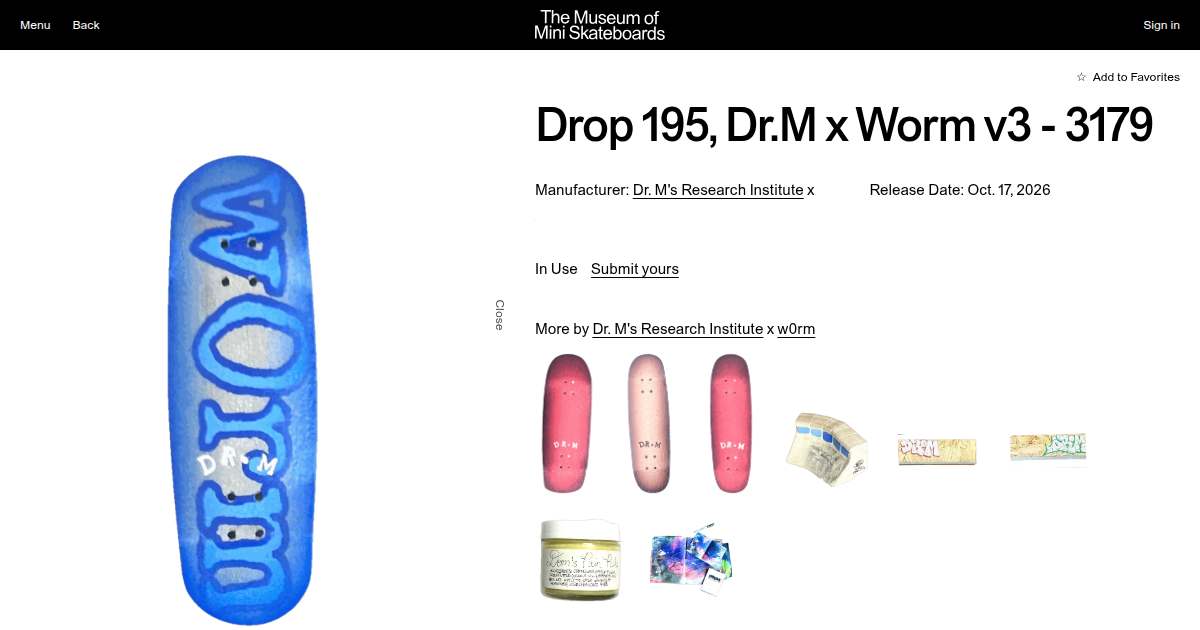 Menu
Back
The Museum of
Mini Skateboards
Sign in
☆ Add to Favorites
Drop 195, Dr.M x Worm v3 - 3179
Manufacturer: Dr. M's Research Institute x
Release Date: Oct. 17, 2026
In Use
Submit yours
Close
More by Dr. M's Research Institute x w0rm
WORM
DR.M
DR.M
DR.M
DR.M